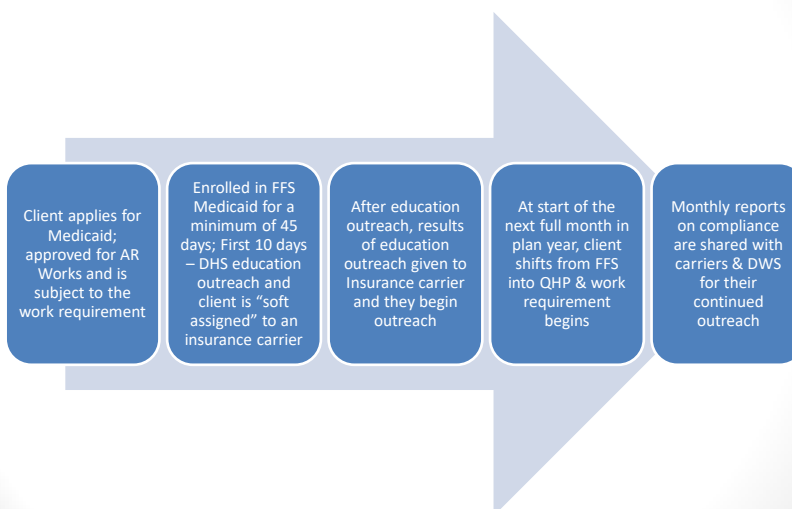 Client applies for
Medicaid;
approved for AR
Works and is
subject to the
work requirement
Enrolled in FFS
Medicaid for a
minimum of 45
days; First 10 days
– DHS education
outreach and
client is “soft
assigned” to an
insurance carrier
After education
outreach, results
of education
outreach given to
Insurance carrier
and they begin
outreach
At start of the
next full month in
plan year, client
shifts from FFS
into QHP & work
requirement
begins
Monthly reports
on compliance
are shared with
carriers & DWS
for their
continued
outreach